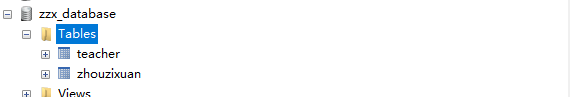 zzx_database
Tables
teacher
zhouzixuan
Views